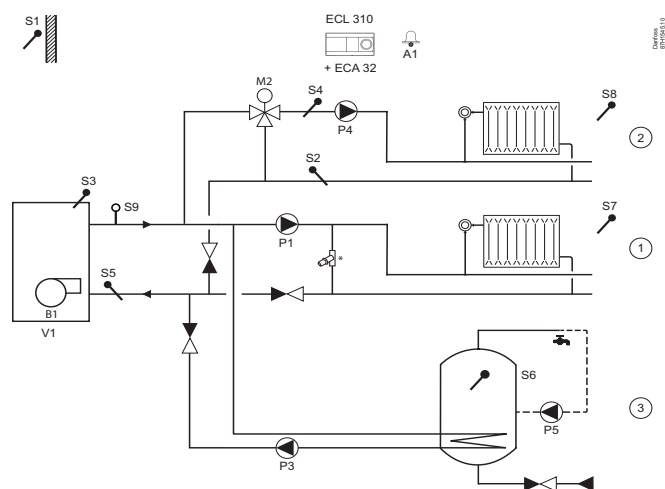 ECL 310
S1
A1
+ ECA 32
Danfoss
87H1545.10
M2
S4
S8
P4
2
S2
S3
S9
S7
P1
1
*
S5
B1
V1
S6
3
P5
P3